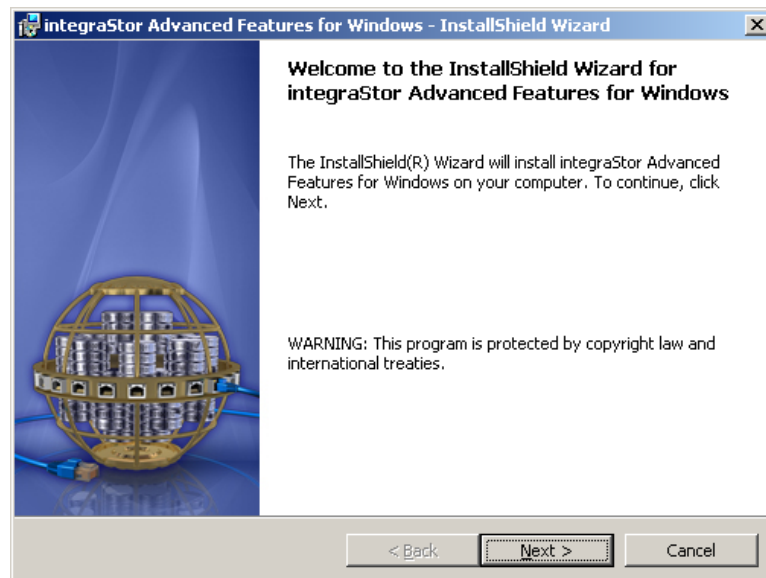 integraStor Advanced Features for Windows - InstallShield Wizard
Welcome to the InstallShield Wizard for
integraStor Advanced Features for Windows
The InstallShield(R) Wizard will install integraStor Advanced
Features for Windows on your computer. To continue, click
Next.
WARNING: This program is protected by copyright law and
international treaties.
< Back
Next >
Cancel